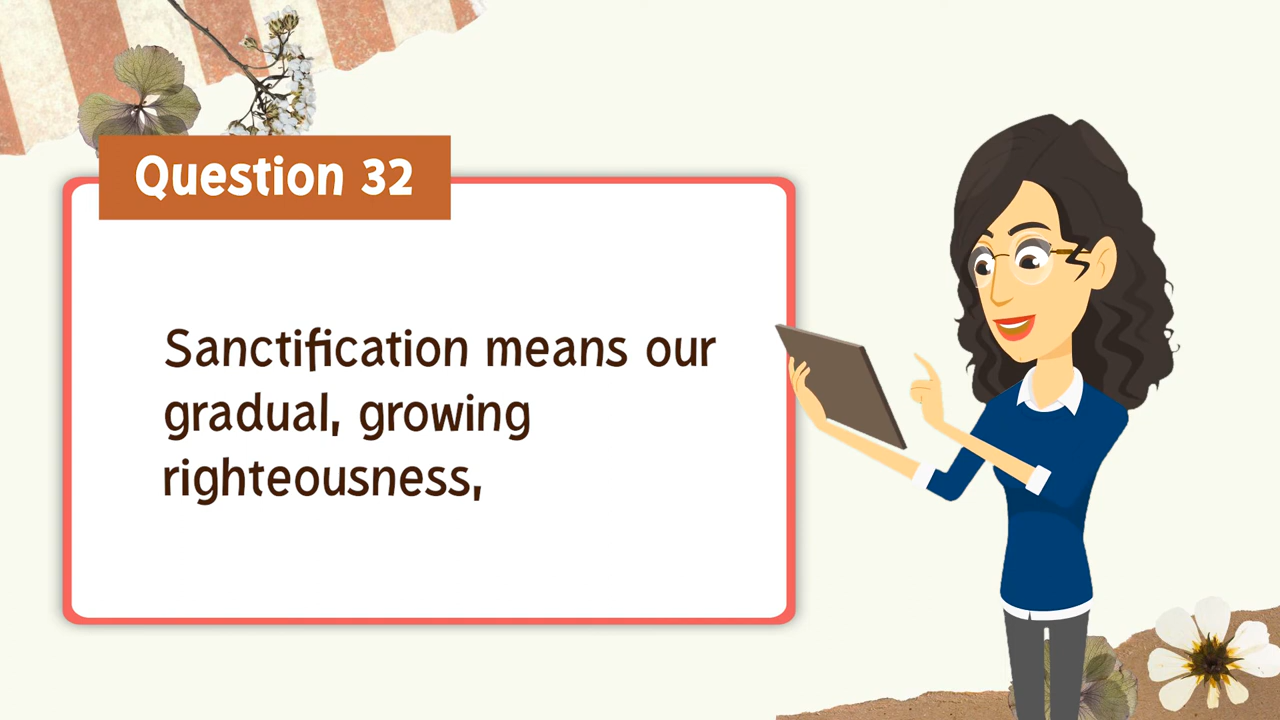 Question 32
Sanctification means our
gradual, growing
righteousness,